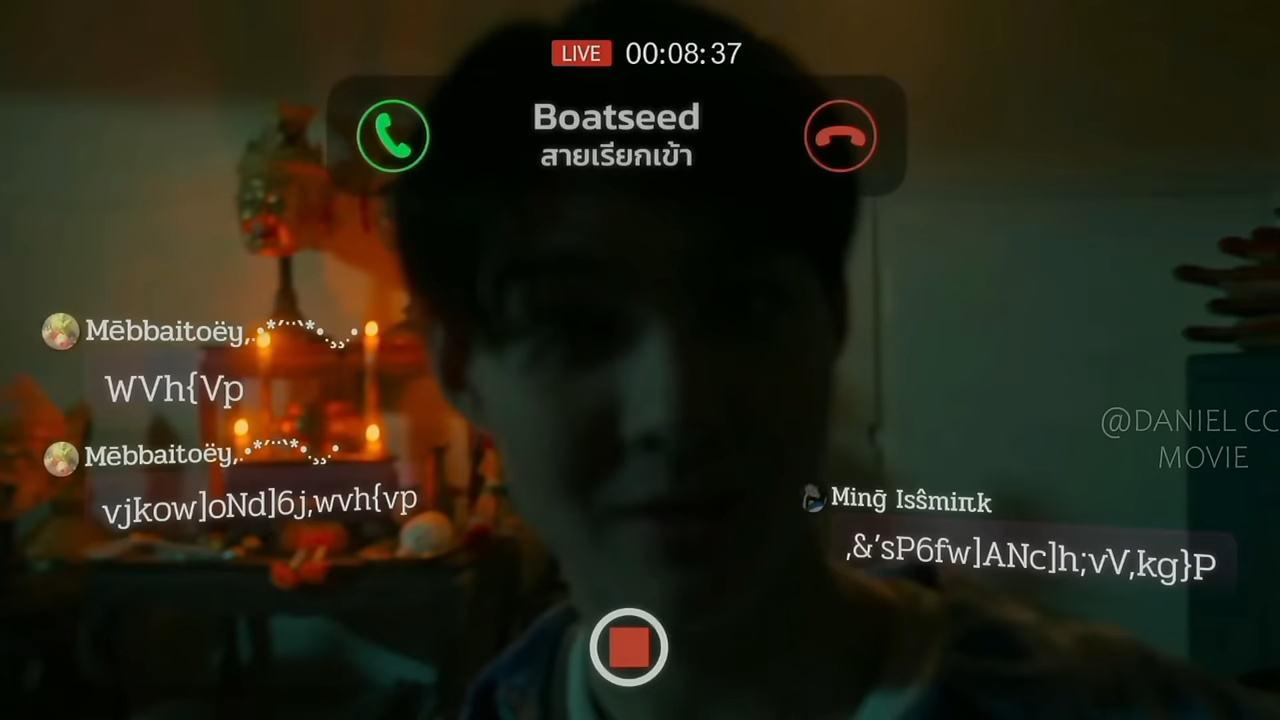 LIVE 00:08:37
Boatseed
สายเรียกเข้า
Mēbbaitoëy,.•*´¨`*•.¸¸.•
WVh{Vp
Mēbbaitoëy,.•*´¨`*•.¸¸.•
vjkow]oNd]6j,wvh{vp
@DANIEL CC
MOVIE
Minḡ Isŝmiπk
,&’sP6fw]ANc]h;vV,kg}P